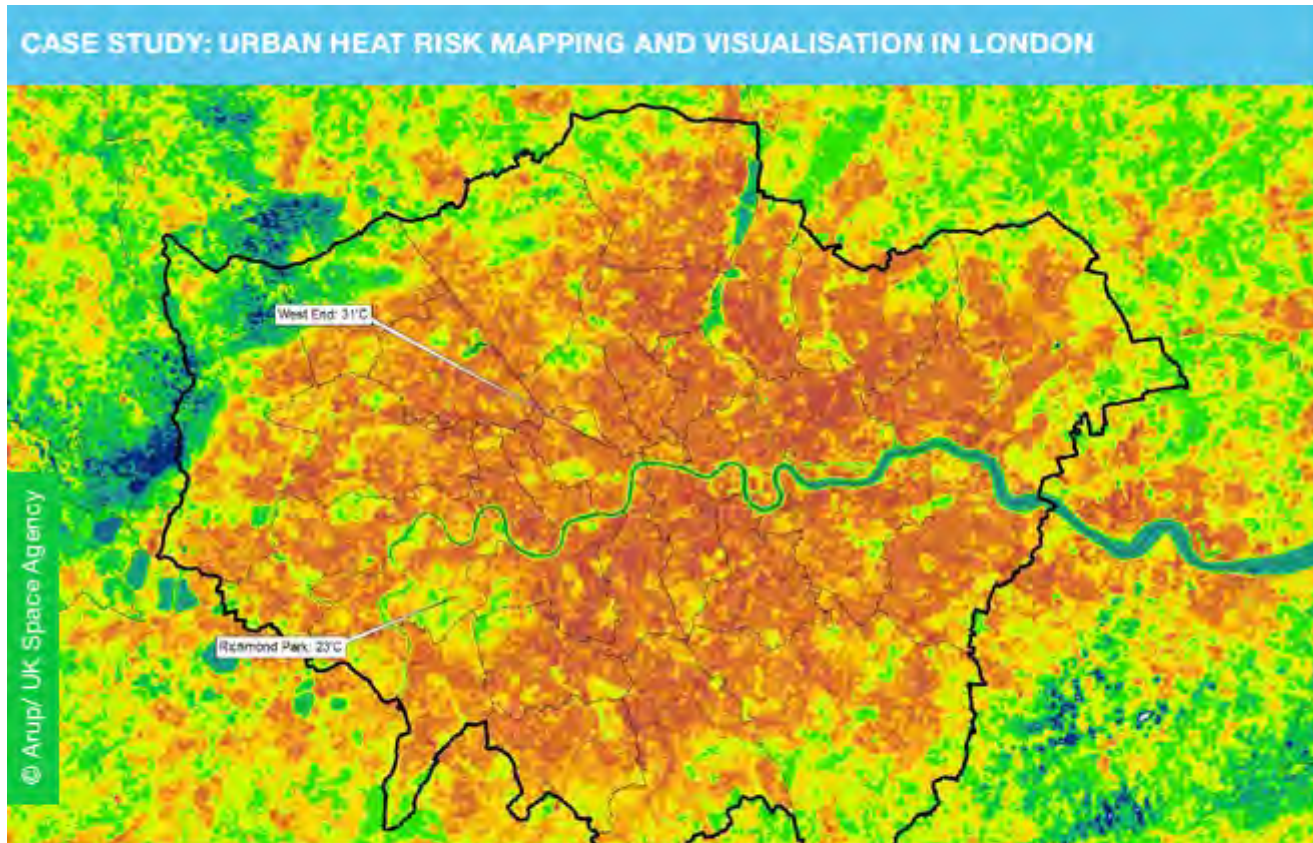 CASE STUDY: URBAN HEAT RISK MAPPING AND VISUALISATION IN LONDON
West End: 31°C
Richmond Park: 23°C
© Arup/ UK Space Agency